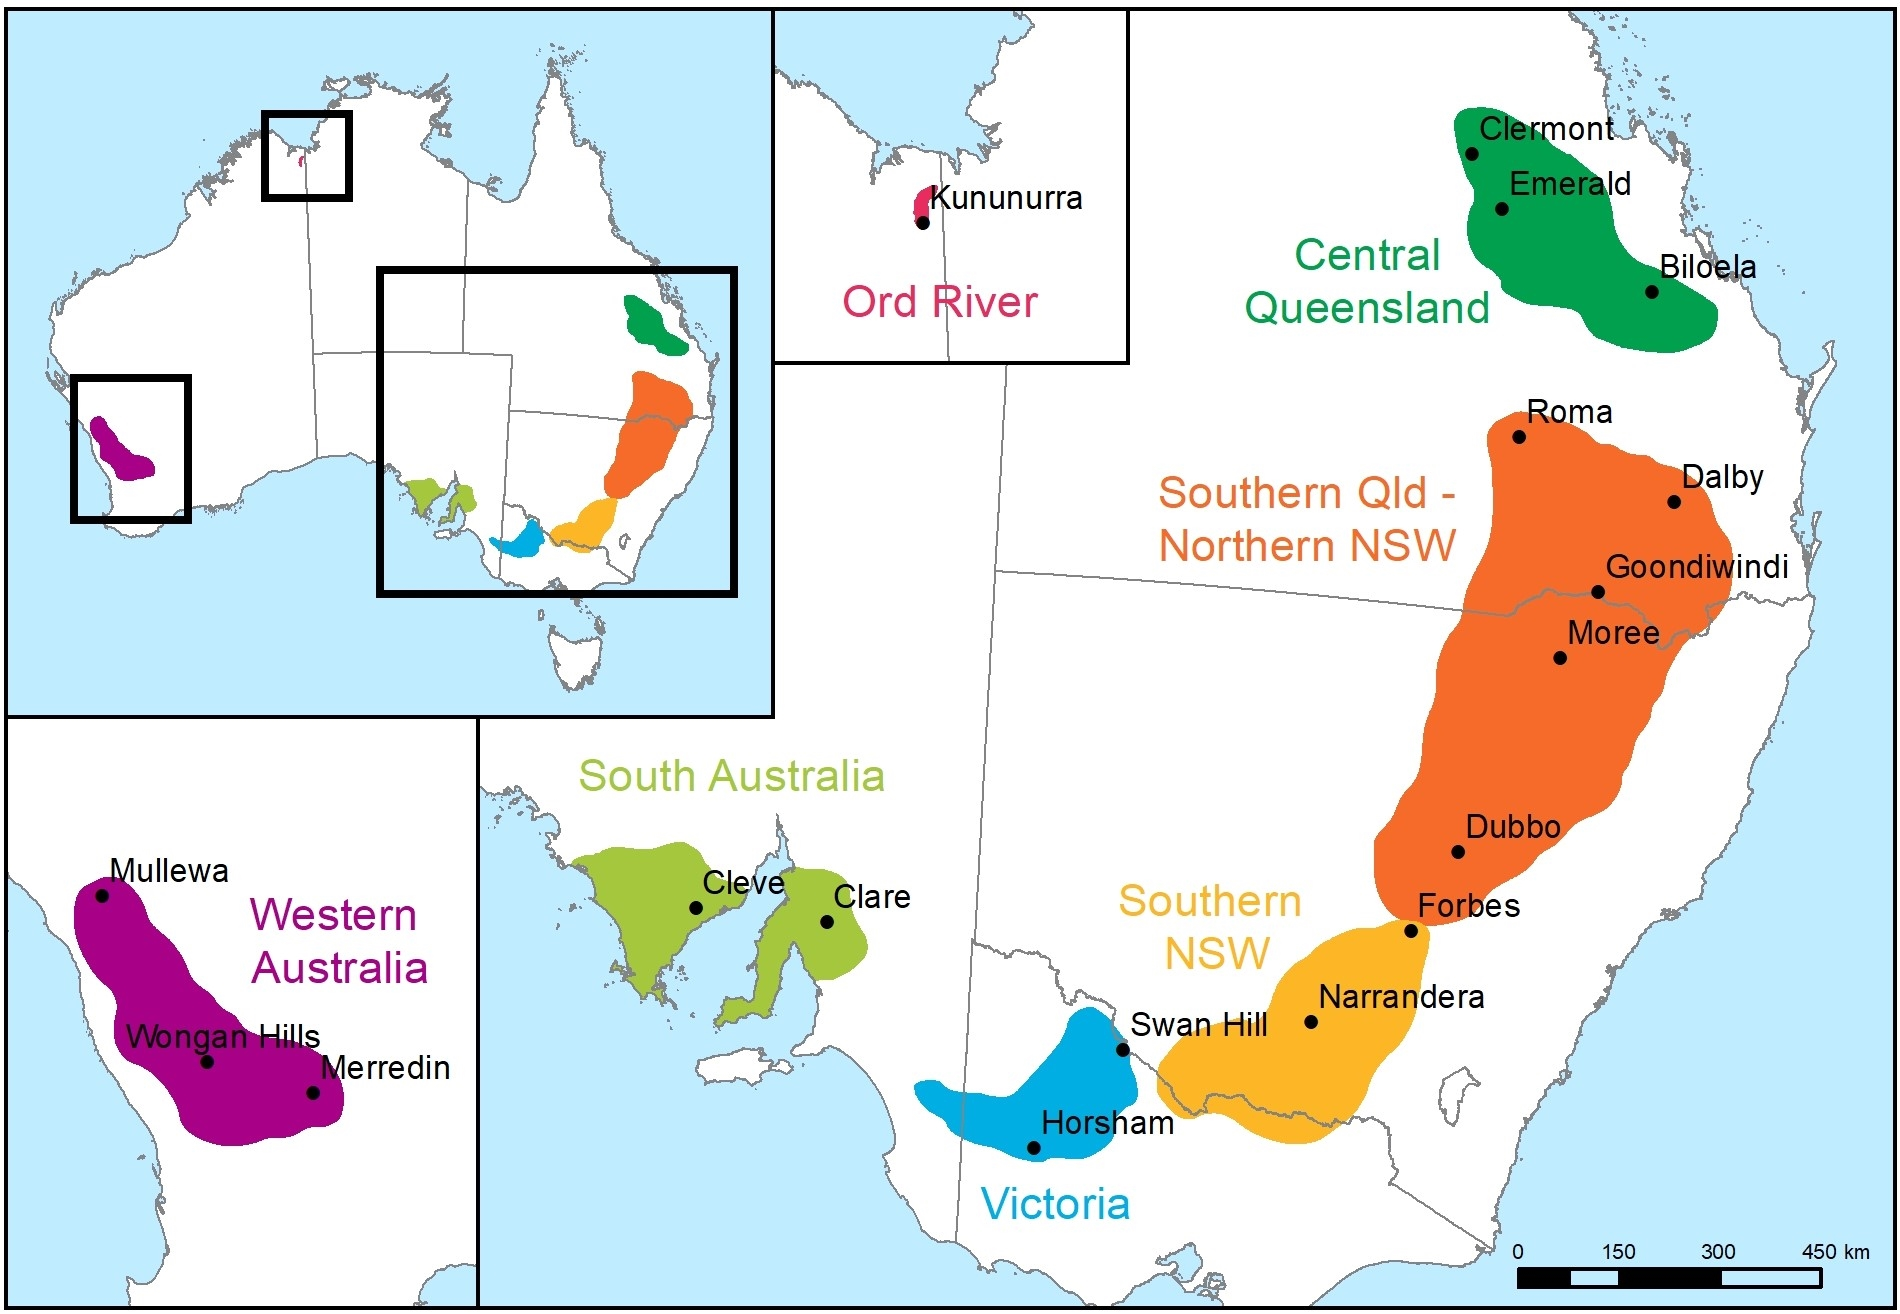 Kununurra
Ord River
Clermont
Emerald
Central
Queensland
Biloela
Roma
Southern Qld -
Northern NSW
Dalby
Goondiwindi
Moree
Dubbo
South Australia
Cleve
Clare
Southern
NSW
Forbes
Narrandera
Swan Hill
Horsham
Victoria
Mullewa
Western
Australia
Wongan Hills
Merredin
0 150 300 450 km